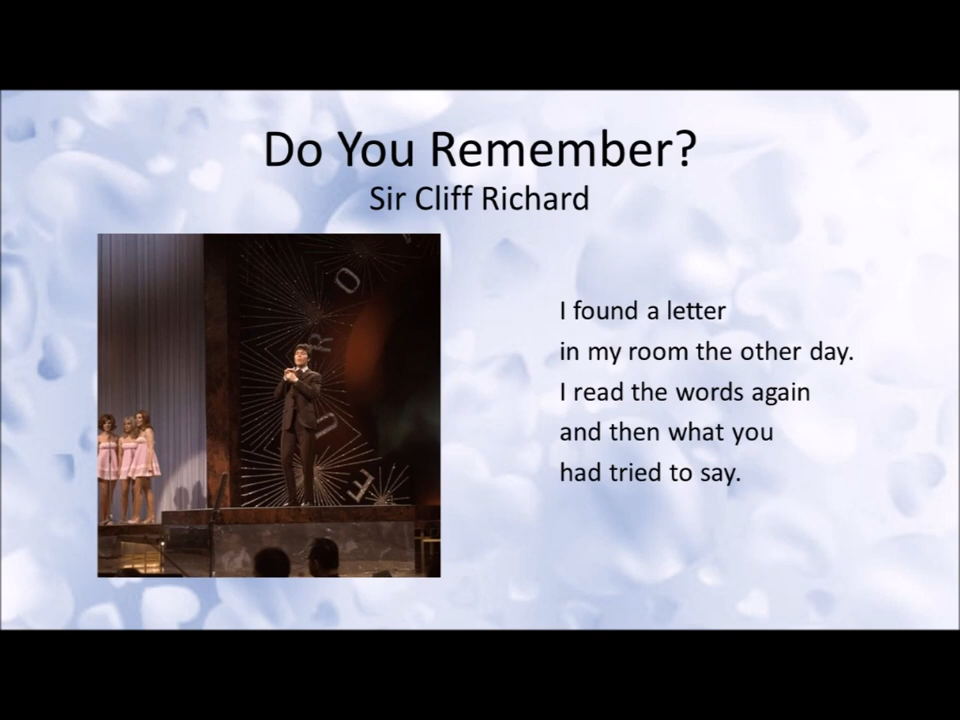 Do You Remember?
Sir Cliff Richard
I found a letter
in my room the other day.
I read the words again
and then what you
had tried to say.
E
U
R
O